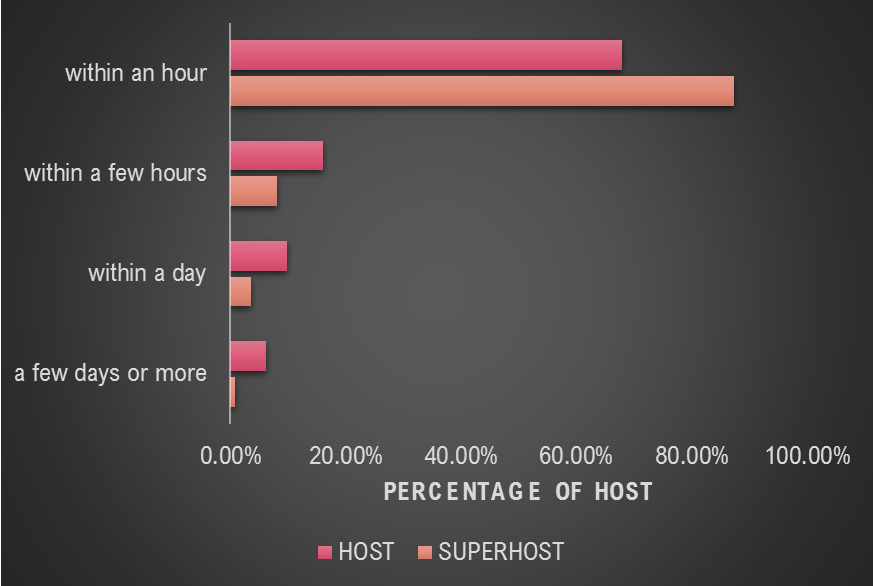 within an hour
within a few hours
within a day
a few days or more
0.00% 20.00% 40.00% 60.00% 80.00% 100.00%
PERCENTAGE OF HOST
HOST SUPERHOST